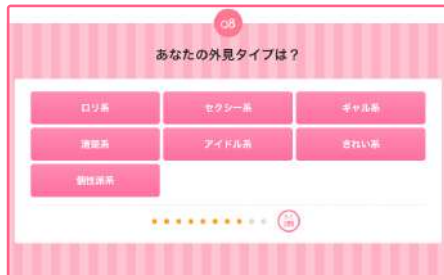 08
あなたの外見タイプは？
ロリ系
セクシー系
ギャル系
清楚系
アイドル系
きれい系
個性派系